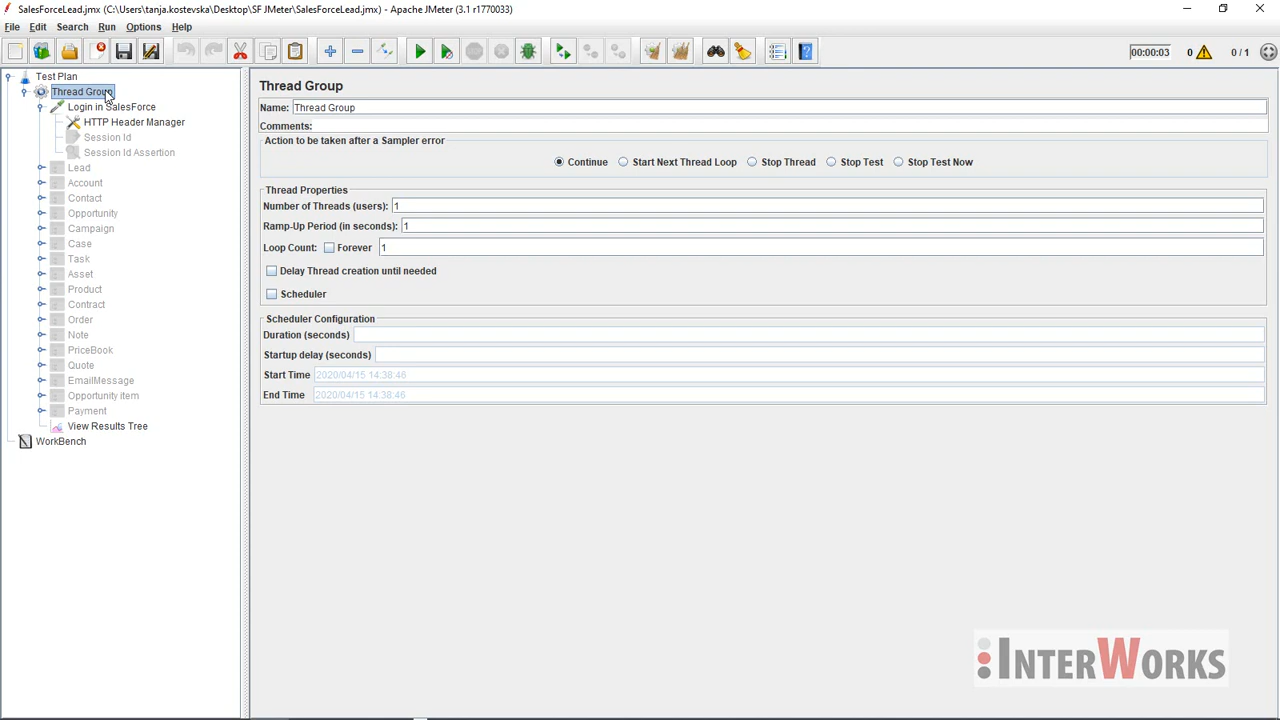 SalesForceLead.jmx (C:\Users\tanja.kostevska\Desktop\SF JMeter\SalesForceLead.jmx) - Apache JMeter (3.1 r1770033)
File Edit Search Run Options Help
00:00:03 0 0 / 1
Test Plan
Thread Group
Login in SalesForce
HTTP Header Manager
Session Id
Session Id Assertion
Lead
Account
Contact
Opportunity
Campaign
Case
Task
Asset
Product
Contract
Order
Note
PriceBook
Quote
EmailMessage
Opportunity item
Payment
View Results Tree
WorkBench
Thread Group
Name: Thread Group
Comments:
Action to be taken after a Sampler error
Continue Start Next Thread Loop Stop Thread Stop Test Stop Test Now
Thread Properties
Number of Threads (users): 1
Ramp-Up Period (in seconds): 1
Loop Count: Forever 1
Delay Thread creation until needed
Scheduler
Scheduler Configuration
Duration (seconds)
Startup delay (seconds)
Start Time 2020/04/15 14:38:46
End Time 2020/04/15 14:38:46
INTERWORKS